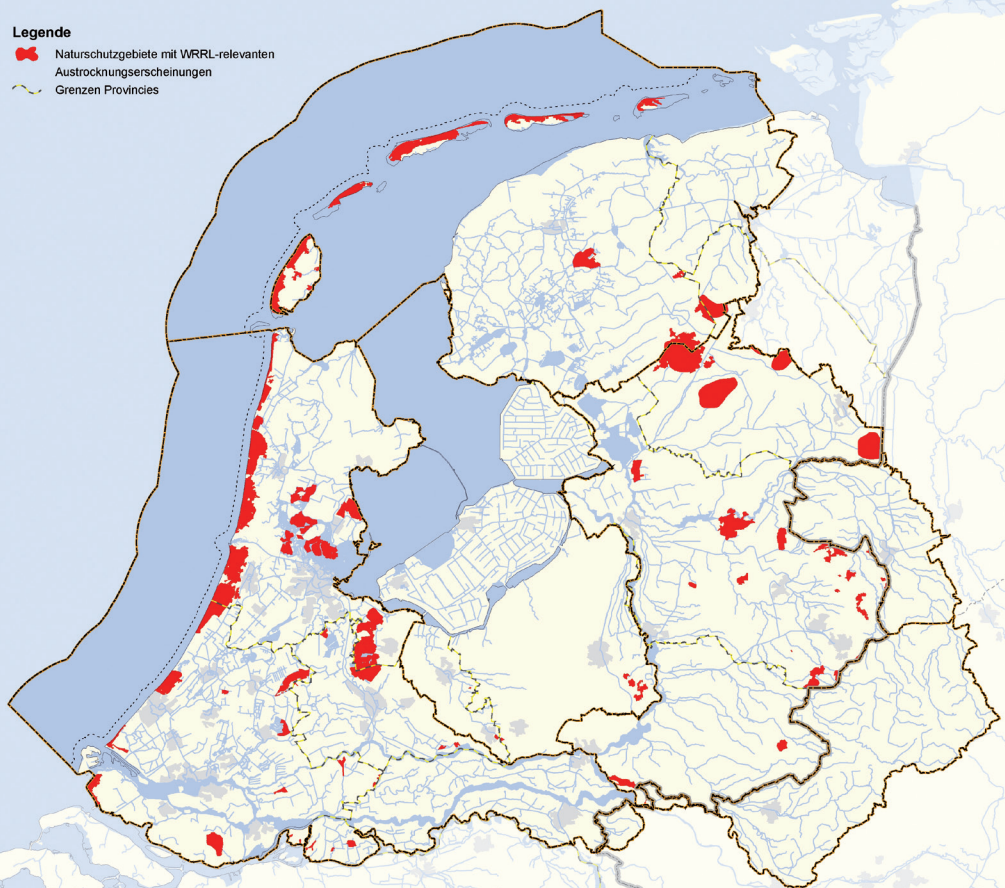 Legende
Naturschutzgebiete mit WRRL-relevanten
Austrocknungserscheinungen
Grenzen Provincies